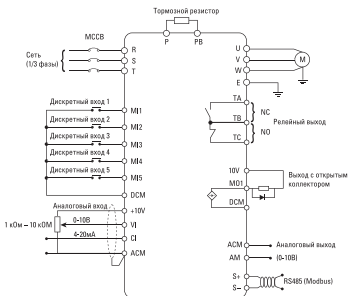 Тормозной резистор
P PB
MCCB
Сеть
(1/3 фазы)
R
S
T
U
V
W
E
M
TA
TB
TC
NC
NO
Релейный выход
Дискретный вход 1
MI1
Дискретный вход 2
MI2
Дискретный вход 3
MI3
Дискретный вход 4
MI4
Дискретный вход 5
MI5
DCM
10V
MO1
DCM
Выход с открытым
коллектором
Аналоговый вход
+10V
1 кОм – 10 кОМ
0-10В
VI
4-20мА
CI
ACM
ACM
Аналоговый выход
AM
(0-10В)
S+
S–
RS485 (Modbus)